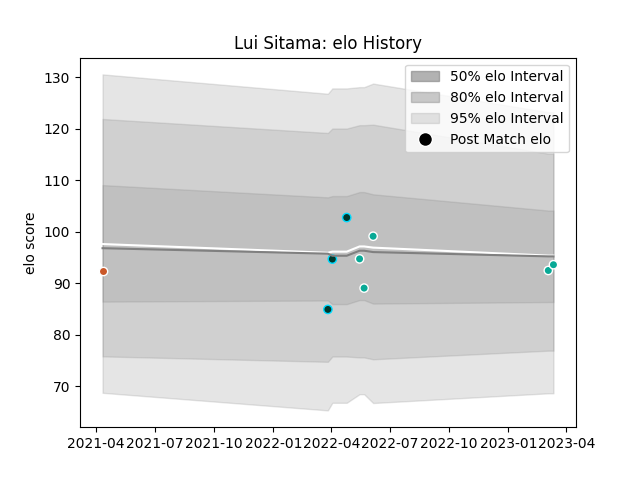 Lui Sitama: elo History
50% elo Interval
80% elo Interval
95% elo Interval
Post Match elo
elo score
130
120
110
100
90
80
70
2021-04 2021-07 2021-10 2022-01 2022-04 2022-07 2022-10 2023-01 2023-04